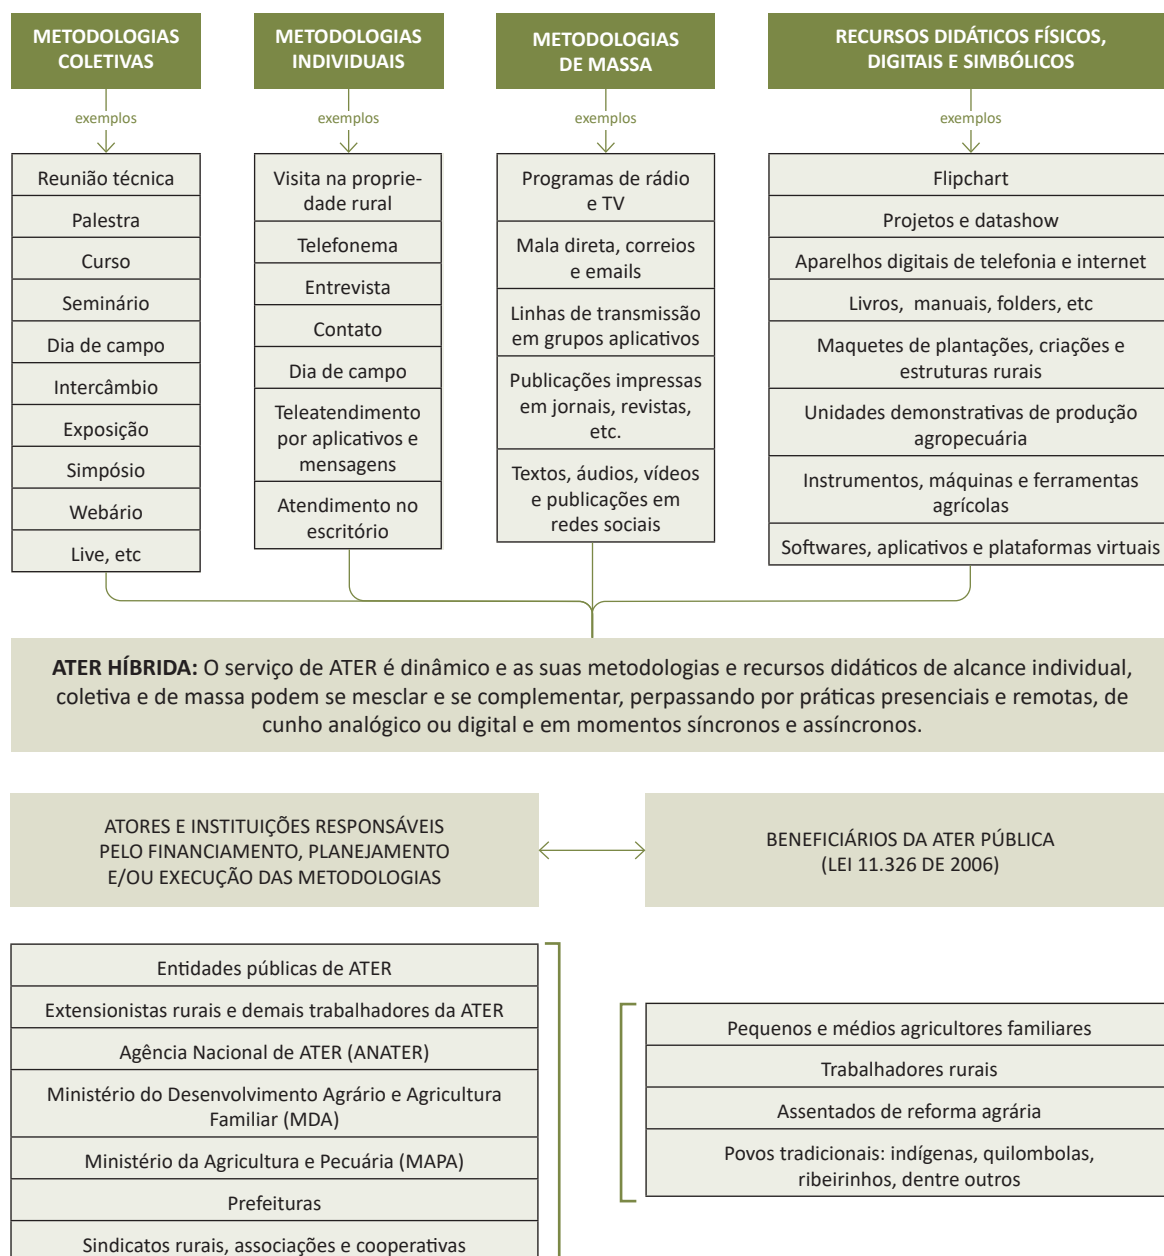 METODOLOGIAS
COLETIVAS
exemplos
Reunião técnica
Palestra
Curso
Seminário
Dia de campo
Intercâmbio
Exposição
Simpósio
Webário
Live, etc
METODOLOGIAS
INDIVIDUAIS
exemplos
Visita na proprie-
dade rural
Telefonema
Entrevista
Contato
Dia de campo
Teleatendimento
por aplicativos e
mensagens
Atendimento no
escritório
METODOLOGIAS
DE MASSA
exemplos
Programas de rádio
e TV
Mala direta, correios
e emails
Linhas de transmissão
em grupos aplicativos
Publicações impressas
em jornais, revistas,
etc.
Textos, áudios, vídeos
e publicações em
redes sociais
RECURSOS DIDÁTICOS FÍSICOS,
DIGITAIS E SIMBÓLICOS
exemplos
Flipchart
Projetos e datashow
Aparelhos digitais de telefonia e internet
Livros, manuais, folders, etc
Maquetes de plantações, criações e
estruturas rurais
Unidades demonstrativas de produção
agropecuária
Instrumentos, máquinas e ferramentas
agrícolas
Softwares, aplicativos e plataformas virtuais
ATER HÍBRIDA: O serviço de ATER é dinâmico e as suas metodologias e recursos didáticos de alcance individual,
coletiva e de massa podem se mesclar e se complementar, perpassando por práticas presenciais e remotas, de
cunho analógico ou digital e em momentos síncronos e assíncronos.
ATORES E INSTITUIÇÕES RESPONSÁVEIS
PELO FINANCIAMENTO, PLANEJAMENTO
E/OU EXECUÇÃO DAS METODOLOGIAS
BENEFICIÁRIOS DA ATER PÚBLICA
(LEI 11.326 DE 2006)
Entidades públicas de ATER
Extensionistas rurais e demais trabalhadores da ATER
Agência Nacional de ATER (ANATER)
Ministério do Desenvolvimento Agrário e Agricultura
Familiar (MDA)
Ministério da Agricultura e Pecuária (MAPA)
Prefeituras
Sindicatos rurais, associações e cooperativas
Pequenos e médios agricultores familiares
Trabalhadores rurais
Assentados de reforma agrária
Povos tradicionais: indígenas, quilombolas,
ribeirinhos, dentre outros